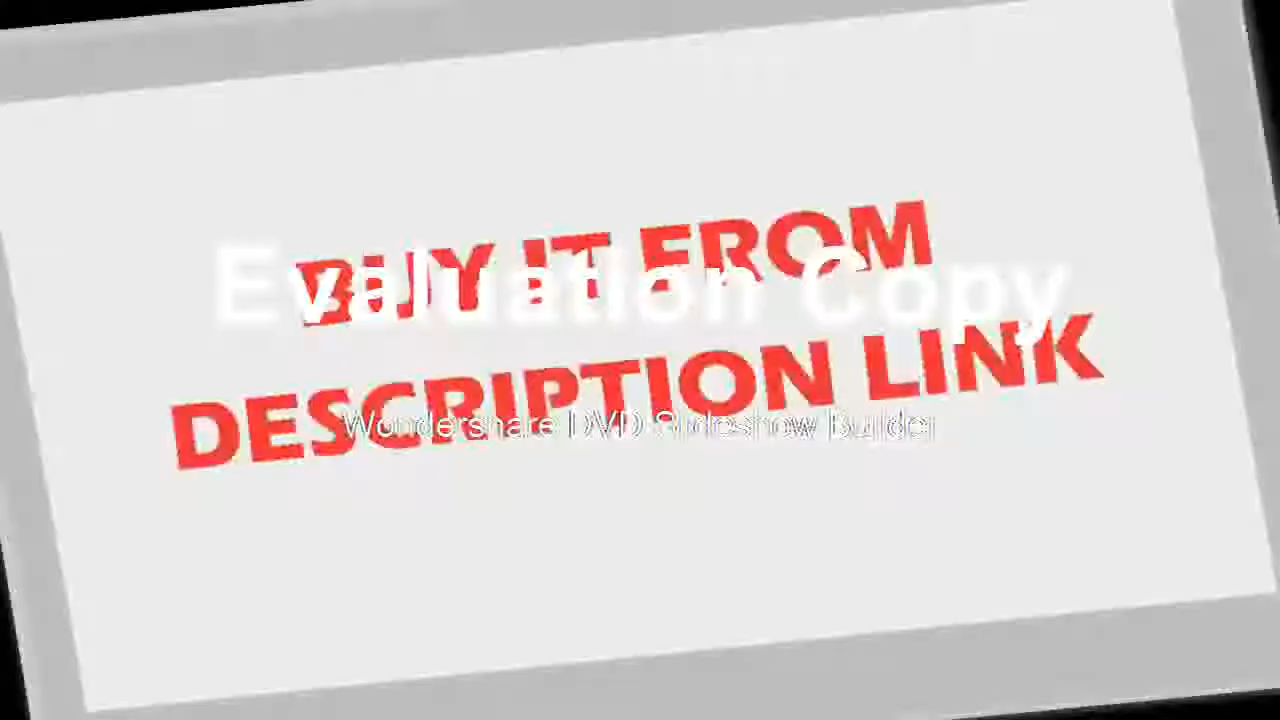 BUY IT FROM
Evaluation Copy
DESCRIPTION LINK
Wondershare DVD Slideshow Builder